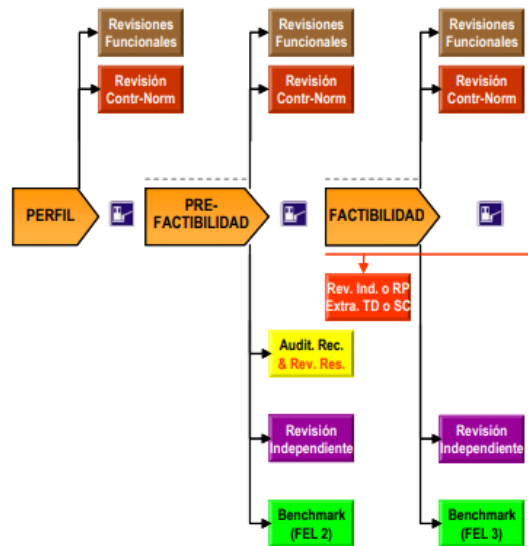 Revisiones
Funcionales
Revisiones
Funcionales
Revisiones
Funcionales
Revisión
Contr-Norm
Revisión
Contr-Norm
Revisión
Contr-Norm
PERFIL
PRE-
FACTIBILIDAD
FACTIBILIDAD
Rev. Ind. o RP
Extra. TD o SC
Audit. Rec.
& Rev. Res.
Revisión
Independiente
Revisión
Independiente
Benchmark
(FEL 2)
Benchmark
(FEL 3)